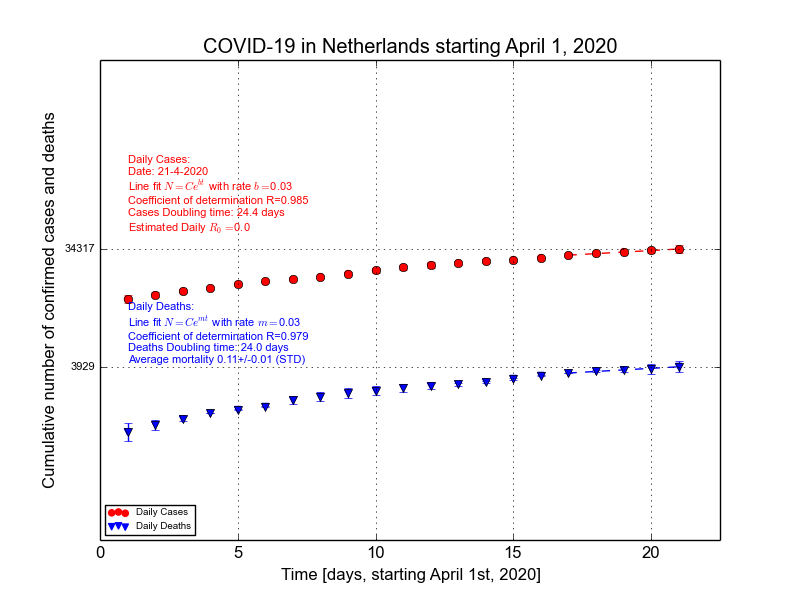 COVID-19 in Netherlands starting April 1, 2020
Cumulative number of confirmed cases and deaths
Daily Cases:
Date: 21-4-2020
Line fit N=Ce^{bt} with rate b=0.03
Coefficient of determination R=0.985
Cases Doubling time: 24.4 days
Estimated Daily R_0=0.0
34317
Daily Deaths:
Line fit N=Ce^{mt} with rate m=0.03
Coefficient of determination R=0.979
Deaths Doubling time: 24.0 days
Average mortality 0.11+/-0.01 (STD)
3929
Daily Cases
Daily Deaths
0 5 10 15 20
Time [days, starting April 1st, 2020]